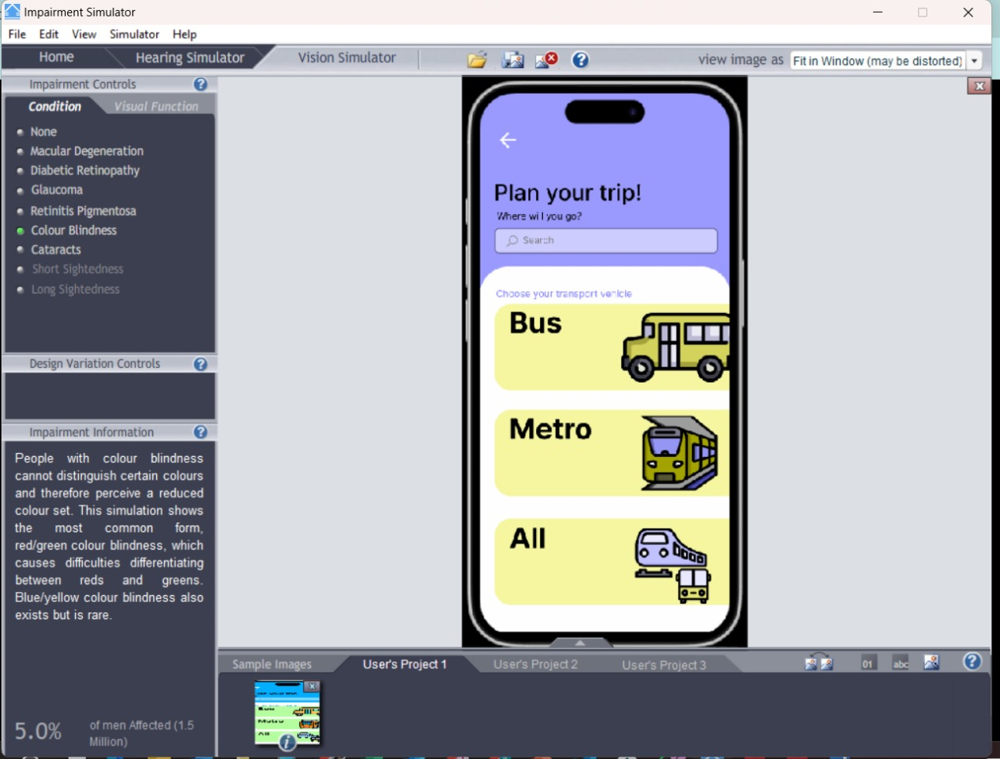 Impairment Simulator
File Edit View Simulator Help
Home Hearing Simulator Vision Simulator view image as Fit in Window (may be distorted)
Impairment Controls
Condition Visual Function
None
Macular Degeneration
Diabetic Retinopathy
Glaucoma
Retinitis Pigmentosa
Colour Blindness
Cataracts
Short Sightedness
Long Sightedness
Design Variation Controls
Impairment Information
People with colour blindness
cannot distinguish certain colours
and therefore perceive a reduced
colour set. This simulation shows
the most common form,
red/green colour blindness, which
causes difficulties differentiating
between reds and greens.
Blue/yellow colour blindness also
exists but is rare.
5.0% of men Affected (1.5
Million)
Plan your trip!
Where will you go?
Search
Choose your transport vehicle
Bus
Metro
All
Sample Images User's Project 1 User's Project 2 User's Project 3 01 abc
Bus
Metro
All